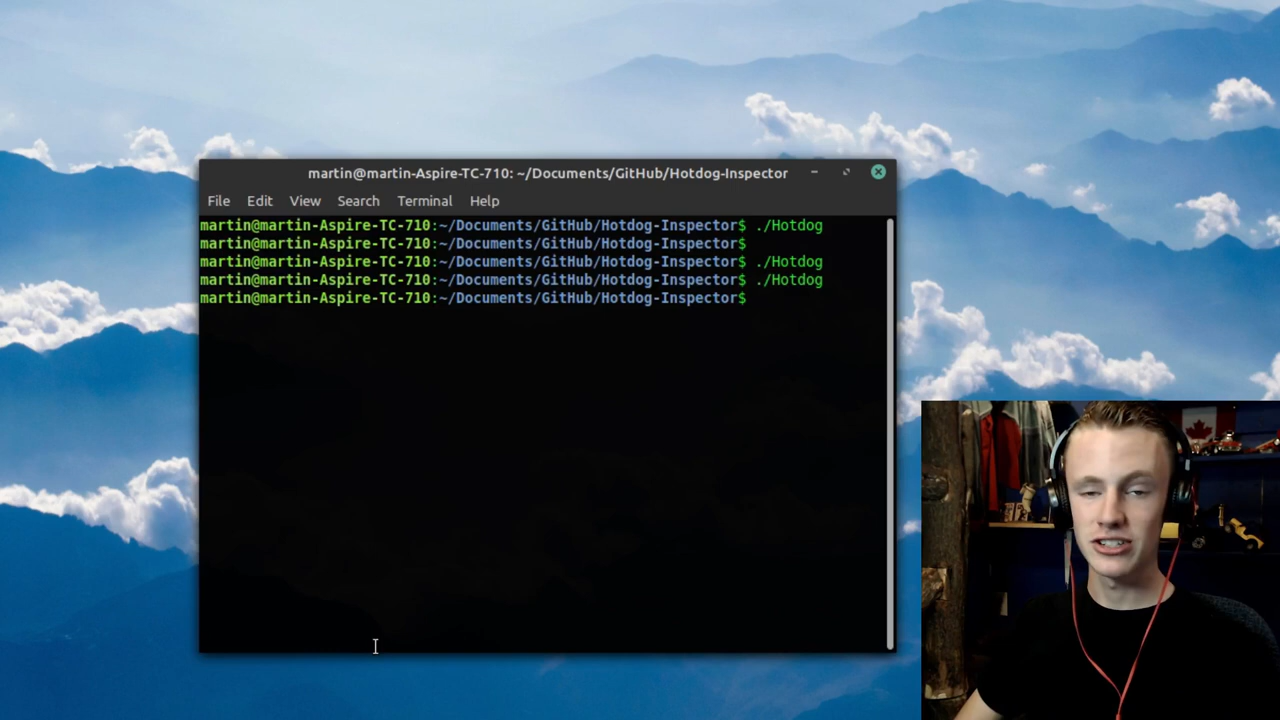 martin@martin-Aspire-TC-710: ~/Documents/GitHub/Hotdog-Inspector
File Edit View Search Terminal Help
martin@martin-Aspire-TC-710:~/Documents/GitHub/Hotdog-Inspector$ ./Hotdog
martin@martin-Aspire-TC-710:~/Documents/GitHub/Hotdog-Inspector$
martin@martin-Aspire-TC-710:~/Documents/GitHub/Hotdog-Inspector$ ./Hotdog
martin@martin-Aspire-TC-710:~/Documents/GitHub/Hotdog-Inspector$ ./Hotdog
martin@martin-Aspire-TC-710:~/Documents/GitHub/Hotdog-Inspector$